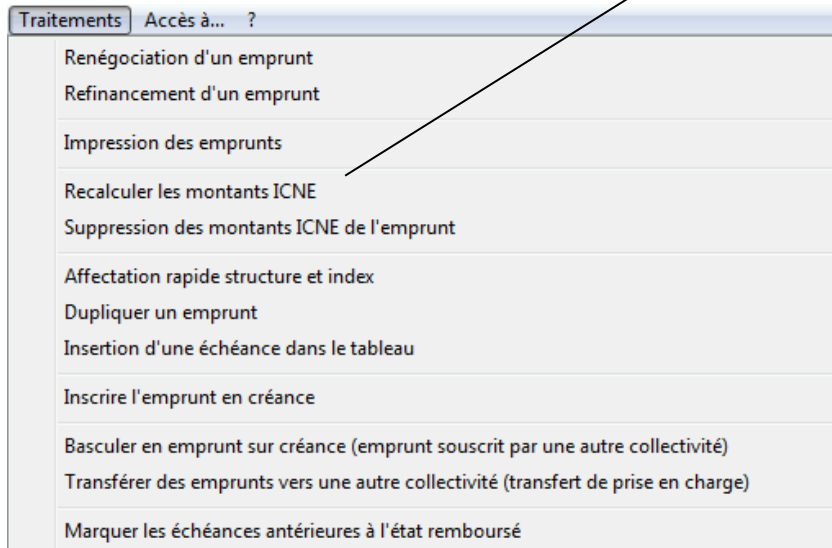 Traitements Accès à... ?
Renégociation d'un emprunt
Refinancement d'un emprunt
Impression des emprunts
Recalculer les montants ICNE
Suppression des montants ICNE de l'emprunt
Affectation rapide structure et index
Dupliquer un emprunt
Insertion d'une échéance dans le tableau
Inscrire l'emprunt en créance
Basculer en emprunt sur créance (emprunt souscrit par une autre collectivité)
Transférer des emprunts vers une autre collectivité (transfert de prise en charge)
Marquer les échéances antérieures à l'état remboursé